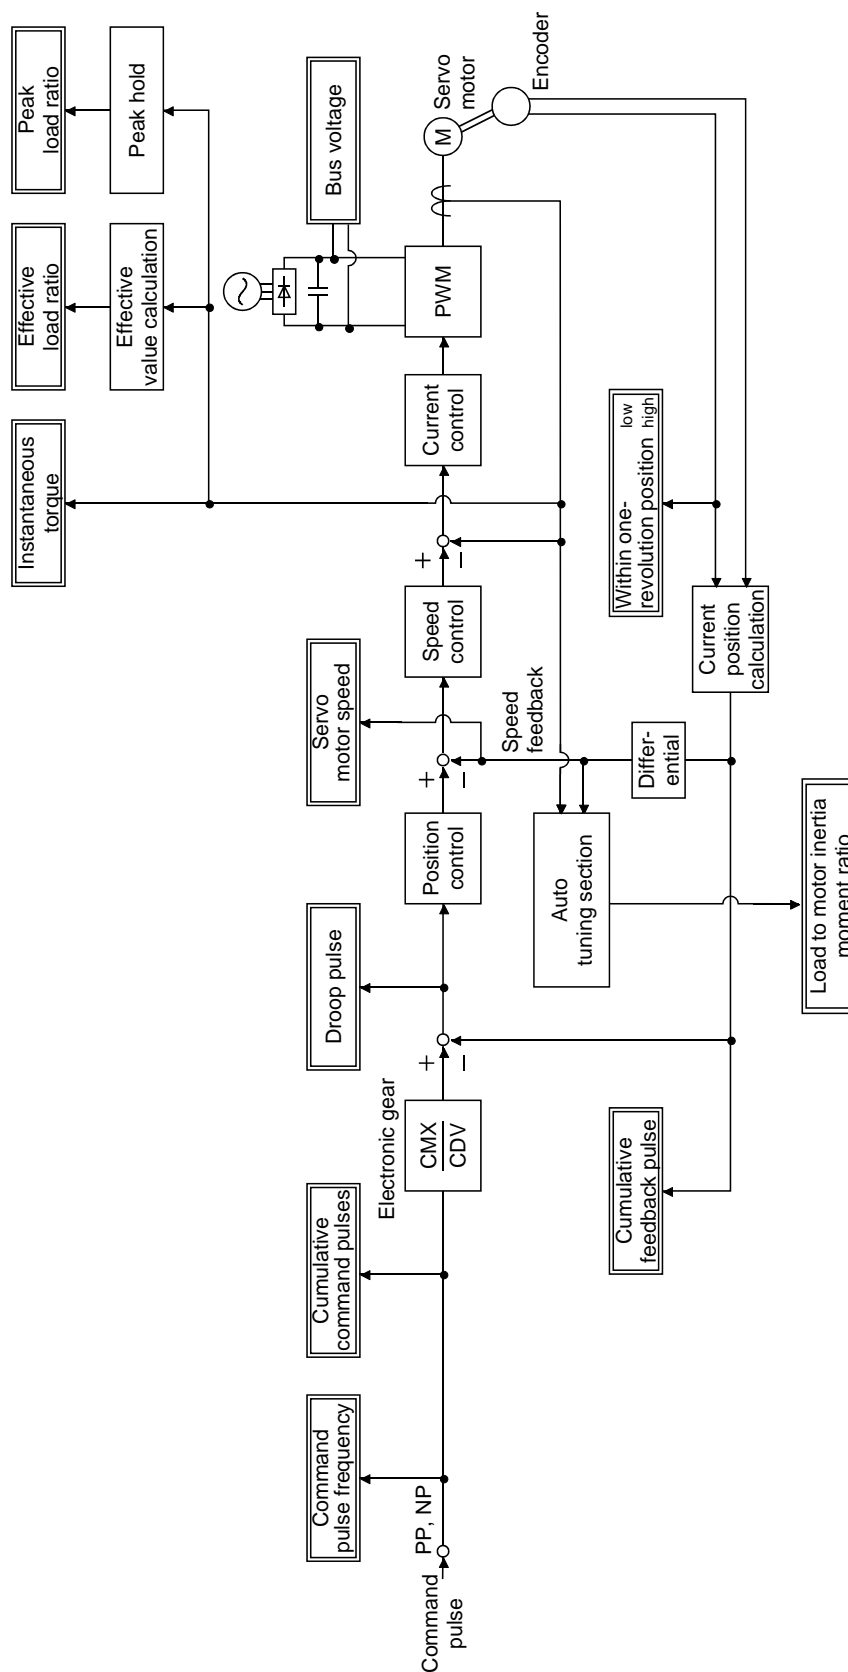 Instantaneous
torque
Effective
load ratio
Peak
load ratio
Effective
value calculation
Peak hold
Command
pulse frequency
Cumulative
command pulses
Droop pulse
Servo
motor speed
Bus voltage
Command
pulse
PP, NP
Electronic gear
CMX
CDV
+
−
Position
control
+
−
Speed
control
+
−
Current
control
PWM
M
Servo
motor
Encoder
Auto
tuning section
Speed
feedback
Differ-
ential
Cumulative
feedback pulse
Within one-
revolution position low
high
Current
position
calculation
Load to motor inertia
moment ratio